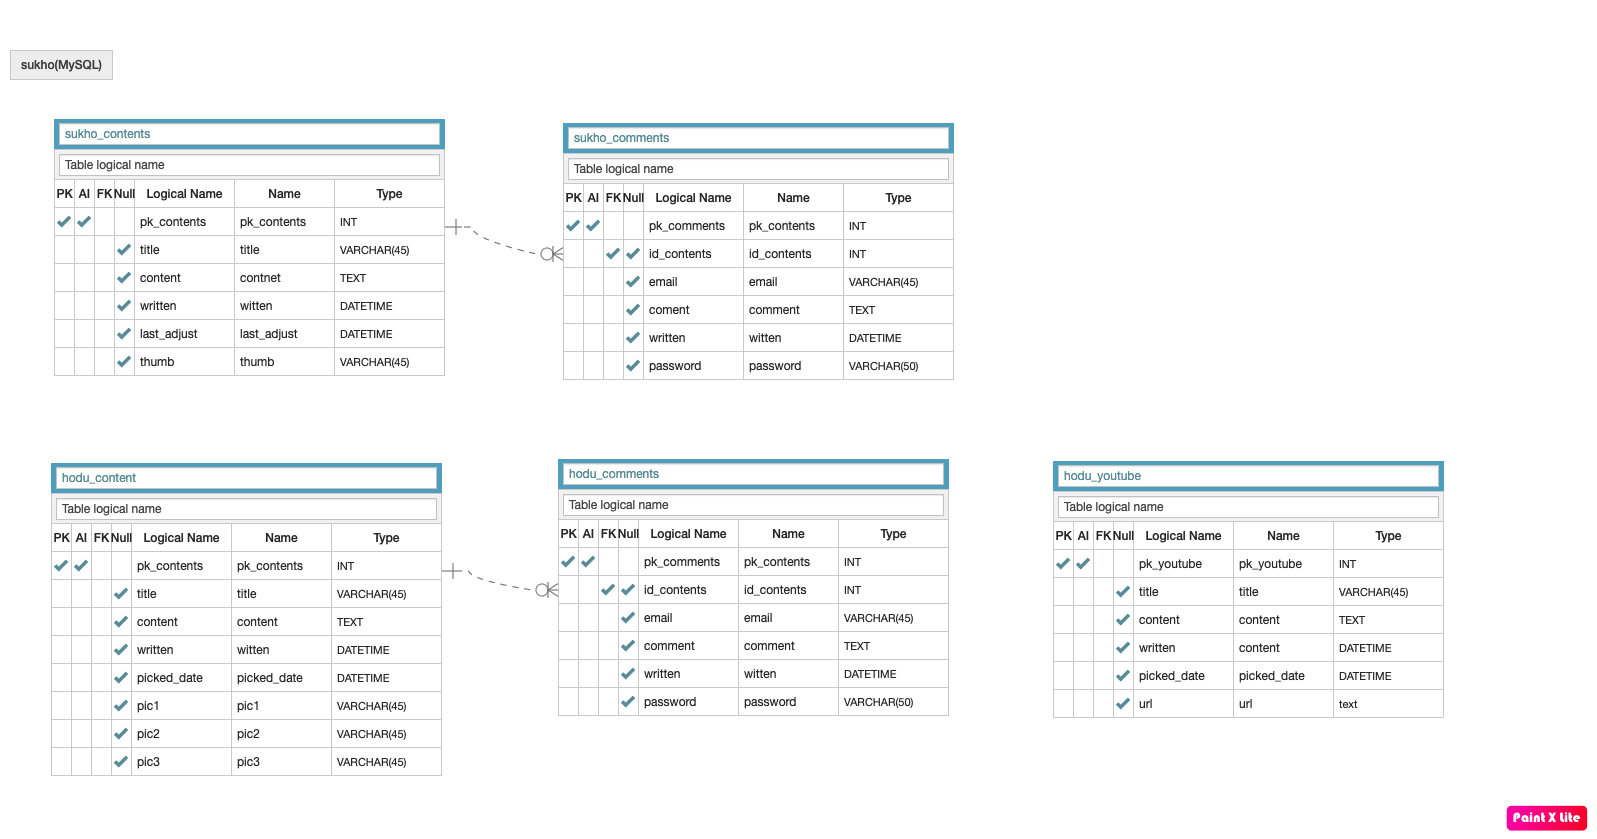 sukho(MySQL)
sukho_contents
Table logical name
PK AI FK Null Logical Name Name Type
pk_contents pk_contents INT
title title VARCHAR(45)
content contnet TEXT
written witten DATETIME
last_adjust last_adjust DATETIME
thumb thumb VARCHAR(45)
sukho_comments
Table logical name
PK AI FK Null Logical Name Name Type
pk_comments pk_contents INT
id_contents id_contents INT
email email VARCHAR(45)
coment comment TEXT
written witten DATETIME
password password VARCHAR(50)
hodu_content
Table logical name
PK AI FK Null Logical Name Name Type
pk_contents pk_contents INT
title title VARCHAR(45)
content content TEXT
written witten DATETIME
picked_date picked_date DATETIME
pic1 pic1 VARCHAR(45)
pic2 pic2 VARCHAR(45)
pic3 pic3 VARCHAR(45)
hodu_comments
Table logical name
PK AI FK Null Logical Name Name Type
pk_comments pk_contents INT
id_contents id_contents INT
email email VARCHAR(45)
comment comment TEXT
written witten DATETIME
password password VARCHAR(50)
hodu_youtube
Table logical name
PK AI FK Null Logical Name Name Type
pk_youtube pk_youtube INT
title title VARCHAR(45)
content content TEXT
written content DATETIME
picked_date picked_date DATETIME
url url text
Paint X Lite